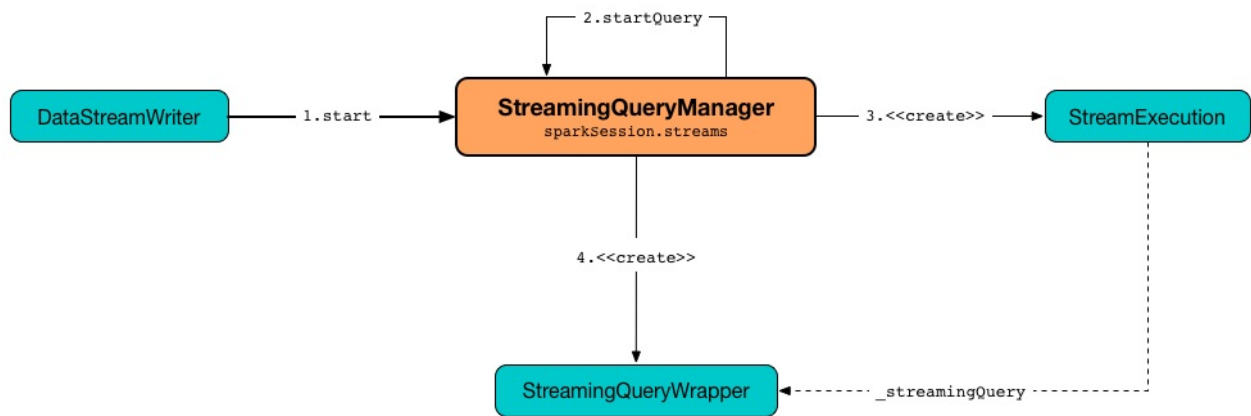 2.startQuery
DataStreamWriter
1.start
StreamingQueryManager
sparkSession.streams
3.<<create>>
StreamExecution
4.<<create>>
StreamingQueryWrapper
_streamingQuery